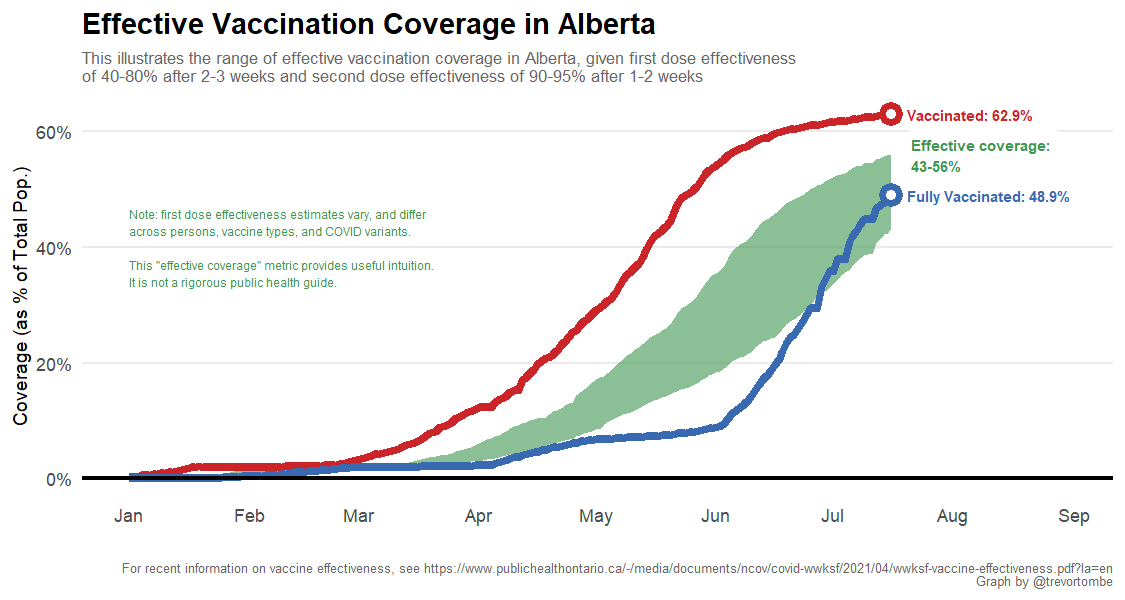 Effective Vaccination Coverage in Alberta
This illustrates the range of effective vaccination coverage in Alberta, given first dose effectiveness
of 40-80% after 2-3 weeks and second dose effectiveness of 90-95% after 1-2 weeks
Coverage (as % of Total Pop.)
60%
40%
20%
0%
Vaccinated: 62.9%
Effective coverage:
43-56%
Fully Vaccinated: 48.9%
Note: first dose effectiveness estimates vary, and differ
across persons, vaccine types, and COVID variants.
This "effective coverage" metric provides useful intuition.
It is not a rigorous public health guide.
Jan Feb Mar Apr May Jun Jul Aug Sep
For recent information on vaccine effectiveness, see https://www.publichealthontario.ca/-/media/documents/ncov/covid-wwksf/2021/04/wwksf-vaccine-effectiveness.pdf?la=en
Graph by @trevortombe